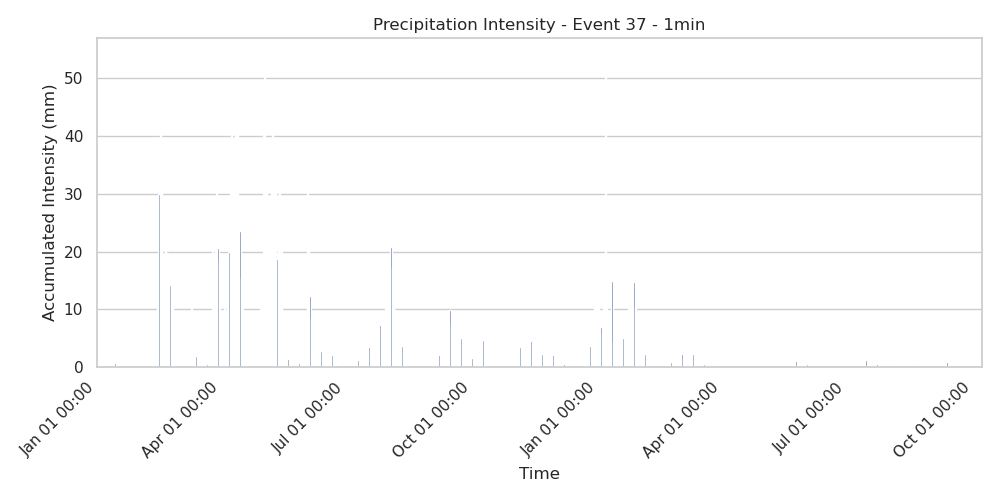 Precipitation Intensity - Event 37 - 1min
Accumulated Intensity (mm)
50
40
30
20
10
0
Jan 01 00:00
Apr 01 00:00
Jul 01 00:00
Oct 01 00:00
Jan 01 00:00
Apr 01 00:00
Jul 01 00:00
Oct 01 00:00
Time